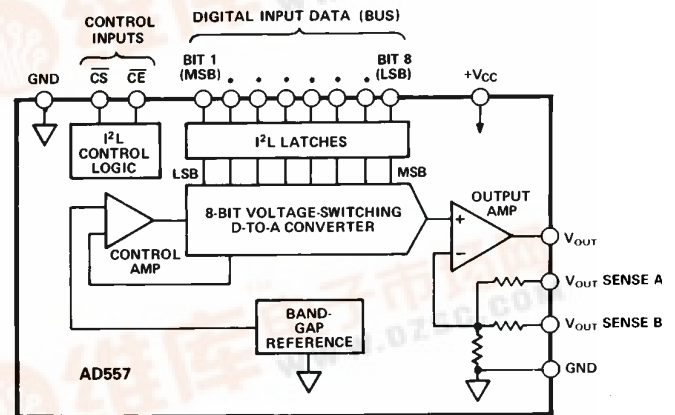 CONTROL
INPUTS
DIGITAL INPUT DATA (BUS)
GND
CS
CE
BIT 1
(MSB)
BIT 8
(LSB)
+VCC
I²L
CONTROL
LOGIC
I²L LATCHES
LSB
MSB
8-BIT VOLTAGE-SWITCHING
D-TO-A CONVERTER
CONTROL
AMP
OUTPUT
AMP
+
−
VOUT
VOUT SENSE A
VOUT SENSE B
GND
BAND-
GAP
REFERENCE
AD557